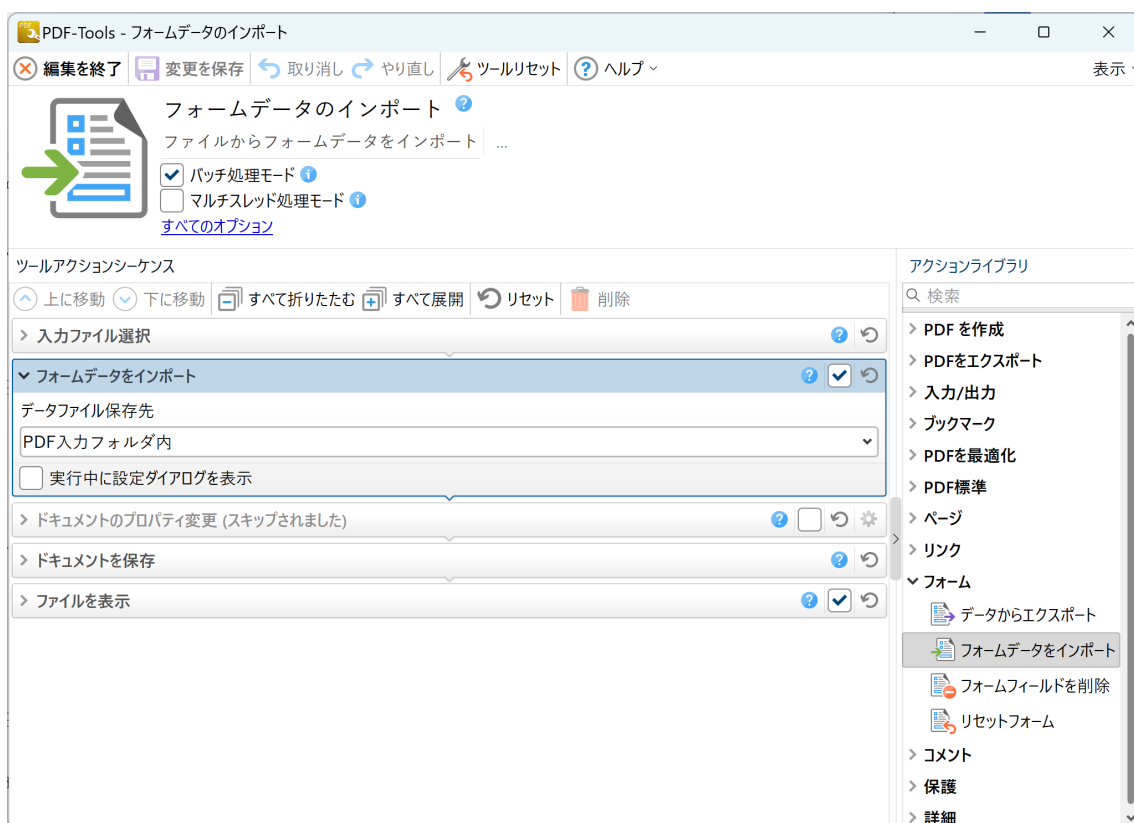 PDF-Tools - フォームデータのインポート
編集を終了 変更を保存 取り消し やり直し ツールリセット ヘルプ 表示
フォームデータのインポート
ファイルからフォームデータをインポート ...
バッチ処理モード
マルチスレッド処理モード
すべてのオプション
ツールアクションシーケンス
上に移動 下に移動 すべて折りたたむ すべて展開 リセット 削除
入力ファイル選択
フォームデータをインポート
データファイル保存先
PDF入力フォルダ内
実行中に設定ダイアログを表示
ドキュメントのプロパティ変更 (スキップされました)
ドキュメントを保存
ファイルを表示
アクションライブラリ
検索
PDF を作成
PDFをエクスポート
入力/出力
ブックマーク
PDFを最適化
PDF標準
ページ
リンク
フォーム
データからエクスポート
フォームデータをインポート
フォームフィールドを削除
リセットフォーム
コメント
保護
詳細